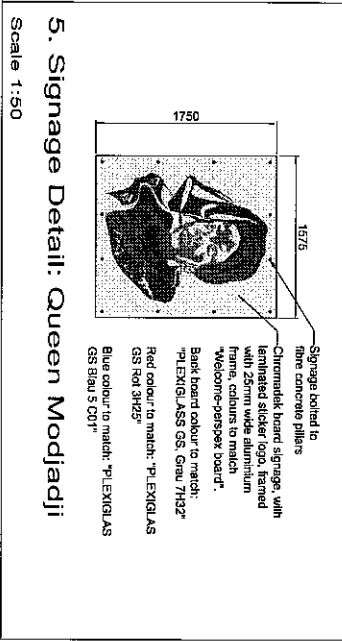 1750
1575
Signage bolted to
fibre concrete pillars
Chromadek board signage, with
laminated sticker logo, framed
with 25mm wide aluminium
frame, colours to match
"Welcome-perspex board".
Back board colour to match:
"PLEXIGLASS GS, Grau 7H32"
Red colour to match: "PLEXIGLAS
GS Rot 3H25"
Blue colour to match: "PLEXIGLAS
GS Blau 5 C01"
5. Signage Detail: Queen Modjadji
Scale 1:50